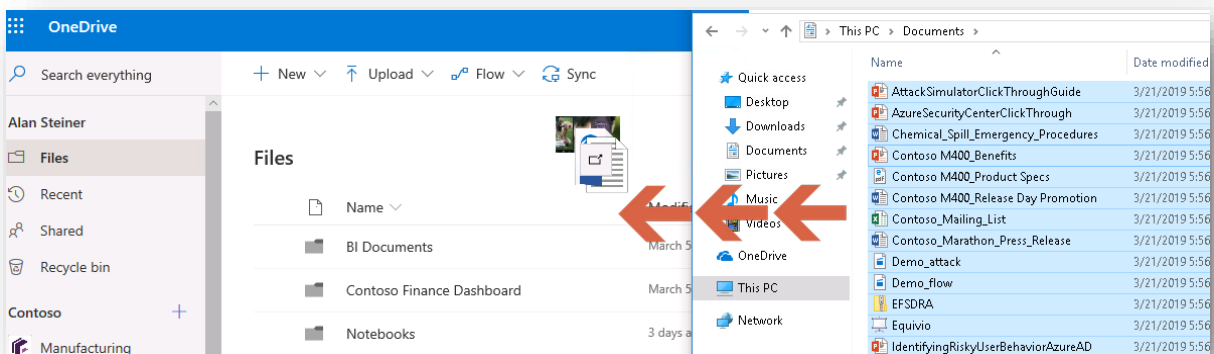 OneDrive
Search everything
Alan Steiner
Files
Recent
Shared
Recycle bin
Contoso
Manufacturing
New Upload Flow Sync
Files
Name
BI Documents March 5
Contoso Finance Dashboard March 5
Notebooks 3 days a
This PC Documents
Quick access
Desktop
Downloads
Documents
Pictures
Music
Videos
OneDrive
This PC
Network
Name Date modified
AttackSimulatorClickThroughGuide 3/21/2019 5:56
AzureSecurityCenterClickThrough 3/21/2019 5:56
Chemical_Spill_Emergency_Procedures 3/21/2019 5:56
Contoso M400_Benefits 3/21/2019 5:56
Contoso M400_Product Specs 3/21/2019 5:56
Contoso M400_Release Day Promotion 3/21/2019 5:56
Contoso_Mailing_List 3/21/2019 5:56
Contoso_Marathon_Press_Release 3/21/2019 5:56
Demo_attack 3/21/2019 5:56
Demo_flow 3/21/2019 5:56
EFSDRA 3/21/2019 5:56
Equivio 3/21/2019 5:56
IdentifyingRiskyUserBehaviorAzureAD 3/21/2019 5:56